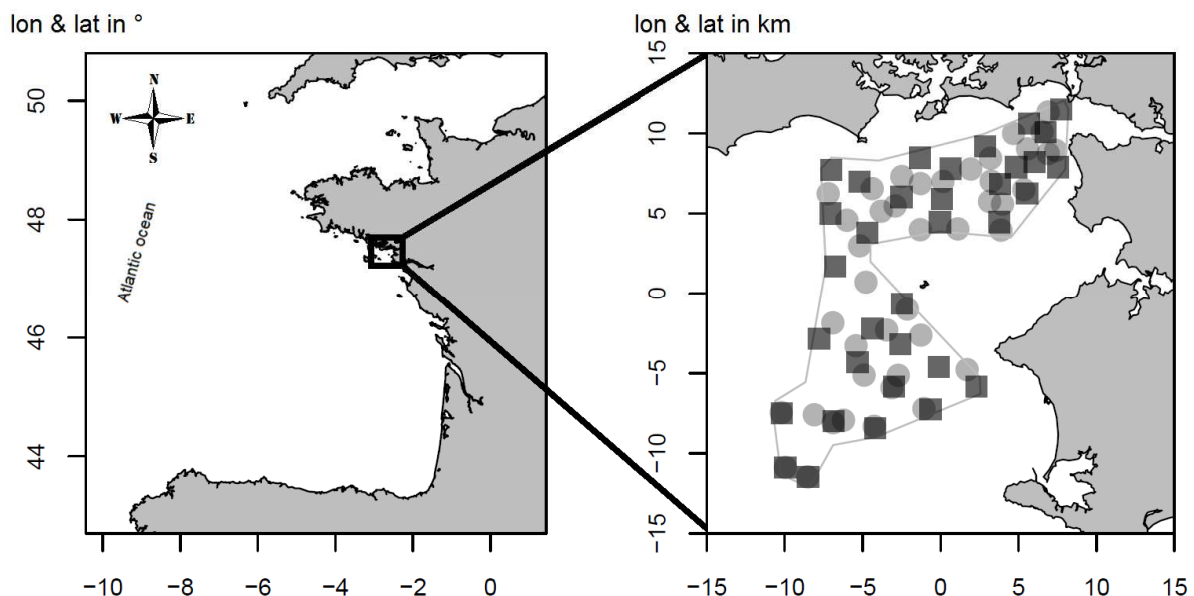 lon & lat in °
lon & lat in km
N
W E
S
Atlantic ocean
50
48
46
44
−10 −8 −6 −4 −2 0
15
10
5
0
−5
−10
−15
−15 −10 −5 0 5 10 15